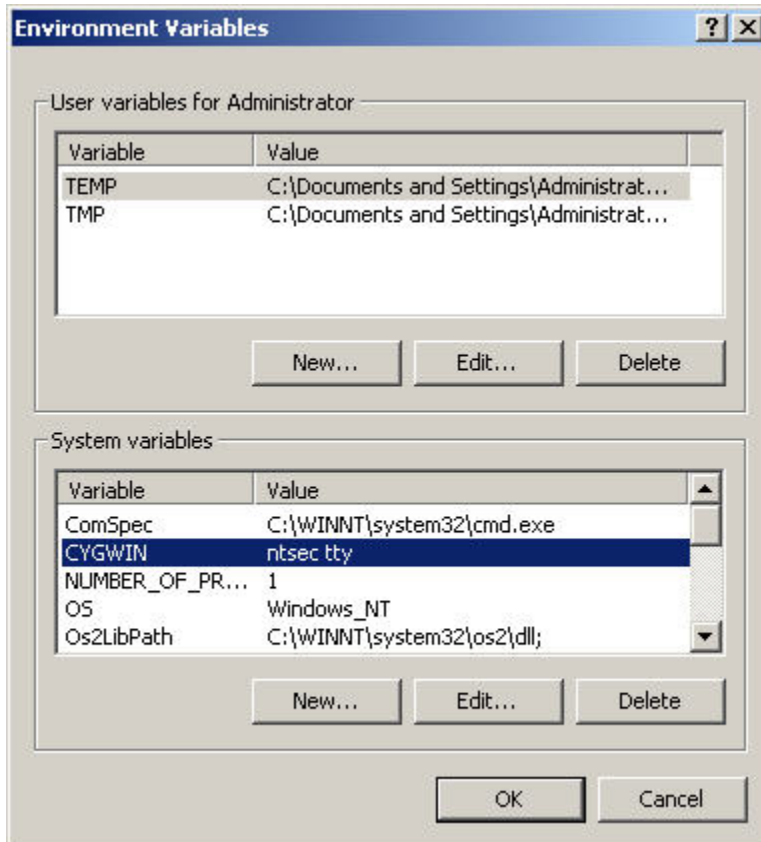 Environment Variables
User variables for Administrator
Variable Value
TEMP C:\Documents and Settings\Administrat...
TMP C:\Documents and Settings\Administrat...
New... Edit... Delete
System variables
Variable Value
ComSpec C:\WINNT\system32\cmd.exe
CYGWIN ntsec tty
NUMBER_OF_PR... 1
OS Windows_NT
Os2LibPath C:\WINNT\system32\os2\dll;
New... Edit... Delete
OK Cancel